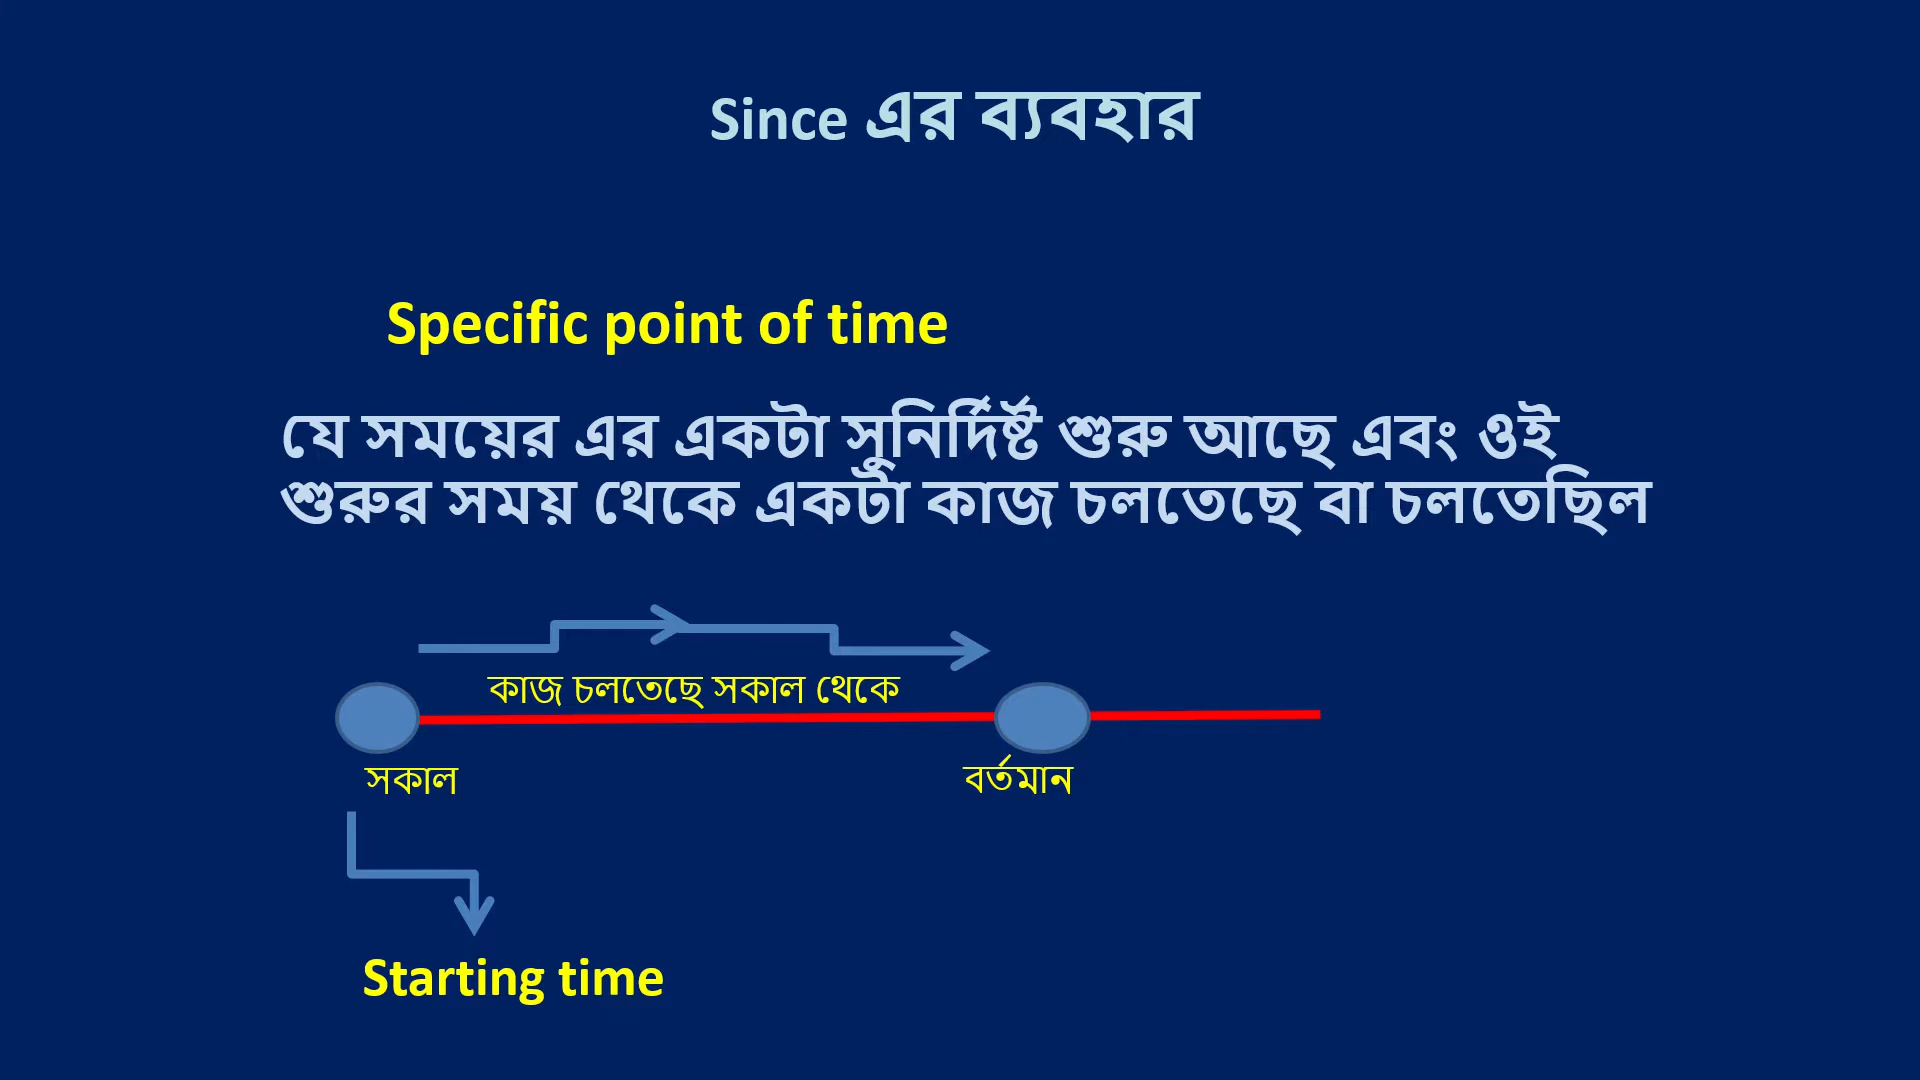 Since এর ব্যবহার
Specific point of time
যে সময়ের এর একটা সুনির্দির্ষ্ট শুরু আছে এবং ওই
শুরুর সময় থেকে একটা কাজ চলতেছে বা চলতেছিল
কাজ চলতেছে সকাল থেকে
সকাল
বর্তমান
Starting time